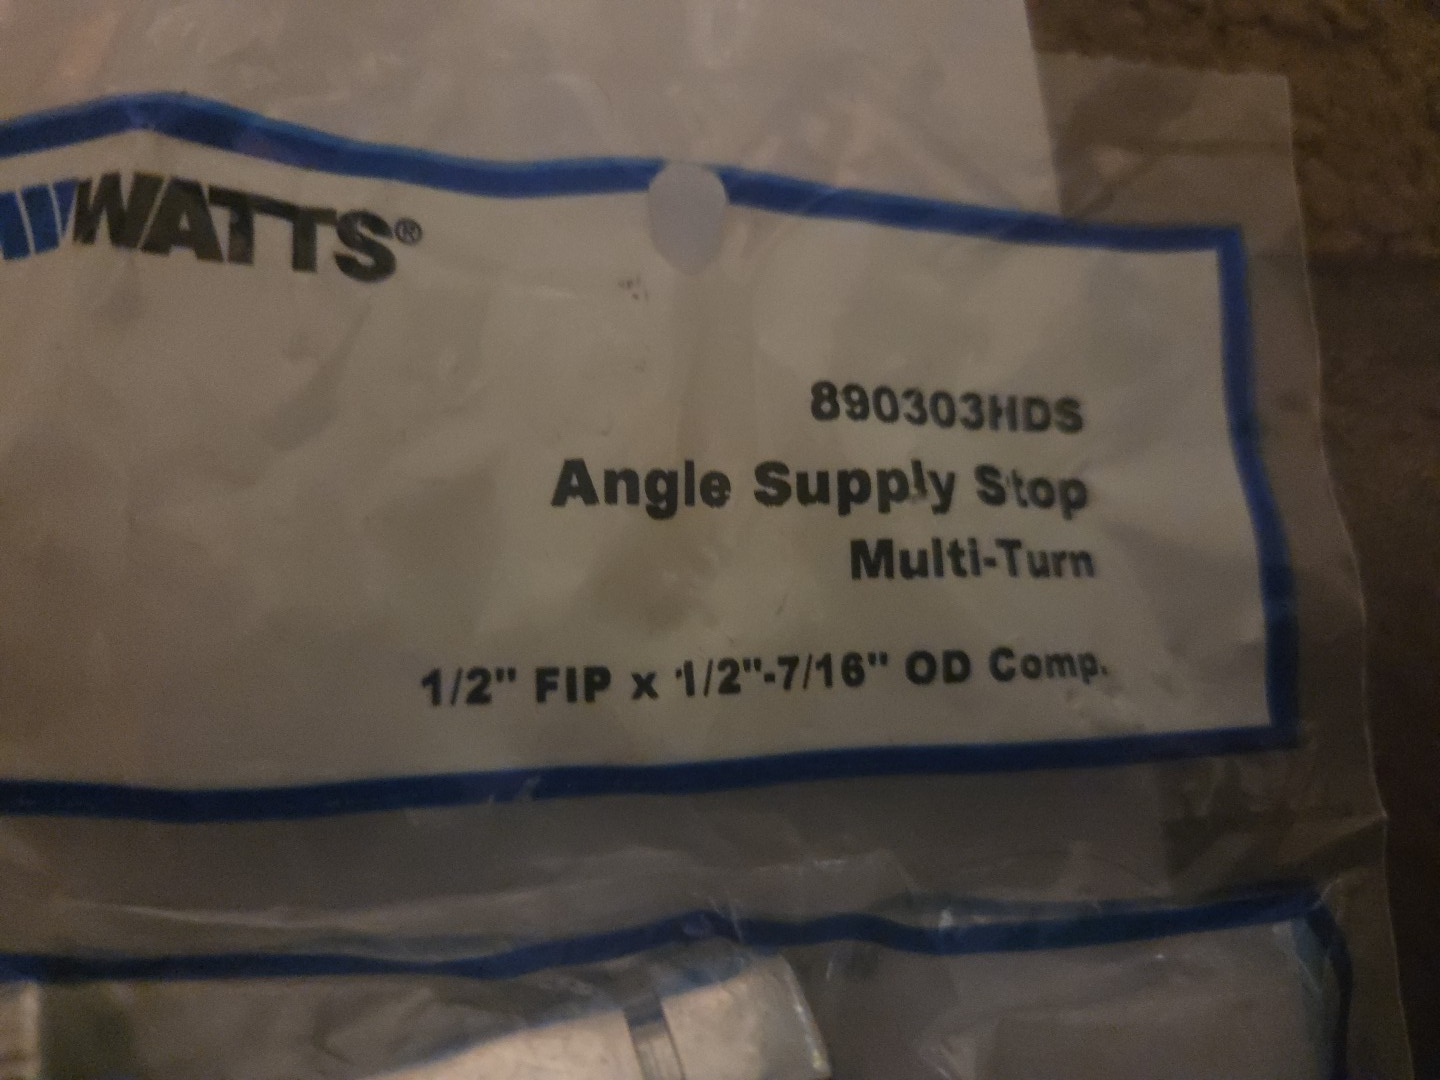 WATTS®
890303HDS
Angle Supply Stop
Multi-Turn
1/2" FIP x 1/2"-7/16" OD Comp.